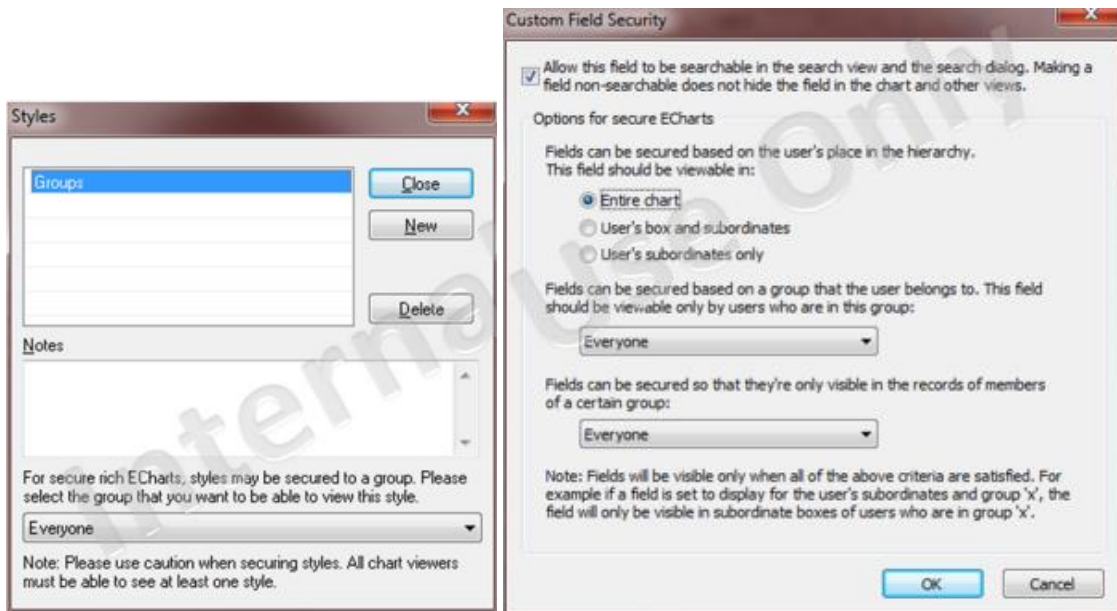 Styles
Groups
Close
New
Delete
Notes
For secure rich ECharts, styles may be secured to a group. Please
select the group that you want to be able to view this style.
Everyone
Note: Please use caution when securing styles. All chart viewers
must be able to see at least one style.
Custom Field Security
Allow this field to be searchable in the search view and the search dialog. Making a
field non-searchable does not hide the field in the chart and other views.
Options for secure ECharts
Fields can be secured based on the user's place in the hierarchy.
This field should be viewable in:
Entire chart
User's box and subordinates
User's subordinates only
Fields can be secured based on a group that the user belongs to. This field
should be viewable only by users who are in this group:
Everyone
Fields can be secured so that they're only visible in the records of members
of a certain group:
Everyone
Note: Fields will be visible only when all of the above criteria are satisfied. For
example if a field is set to display for the user's subordinates and group 'x', the
field will only be visible in subordinate boxes of users who are in group 'x'.
OK
Cancel
Internal Use Only